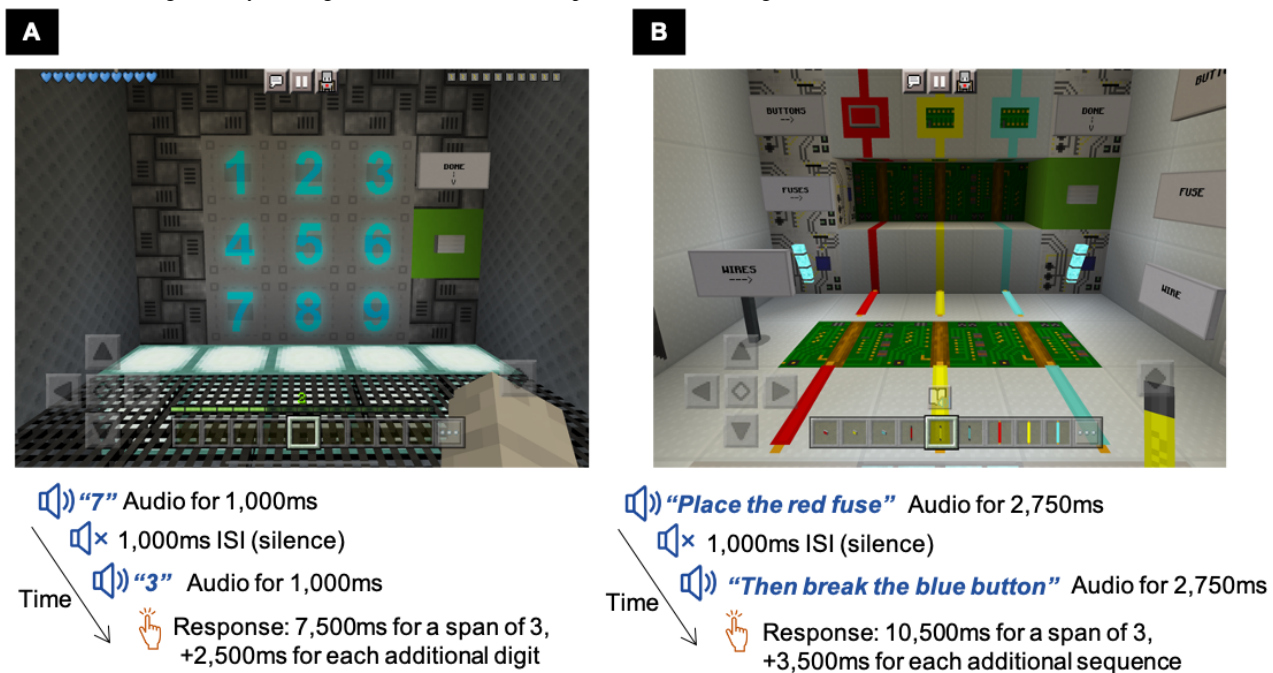 A
B
1 2 3
4 5 6
7 8 9
DONE
:
V
2
BUTTONS
-->
DONE
:
V
FUSES
-->
FUSE
WIRES
--->
WIRE
"7" Audio for 1,000ms
1,000ms ISI (silence)
"3" Audio for 1,000ms
Time
Response: 7,500ms for a span of 3,
+2,500ms for each additional digit
"Place the red fuse" Audio for 2,750ms
1,000ms ISI (silence)
"Then break the blue button" Audio for 2,750ms
Time
Response: 10,500ms for a span of 3,
+3,500ms for each additional sequence